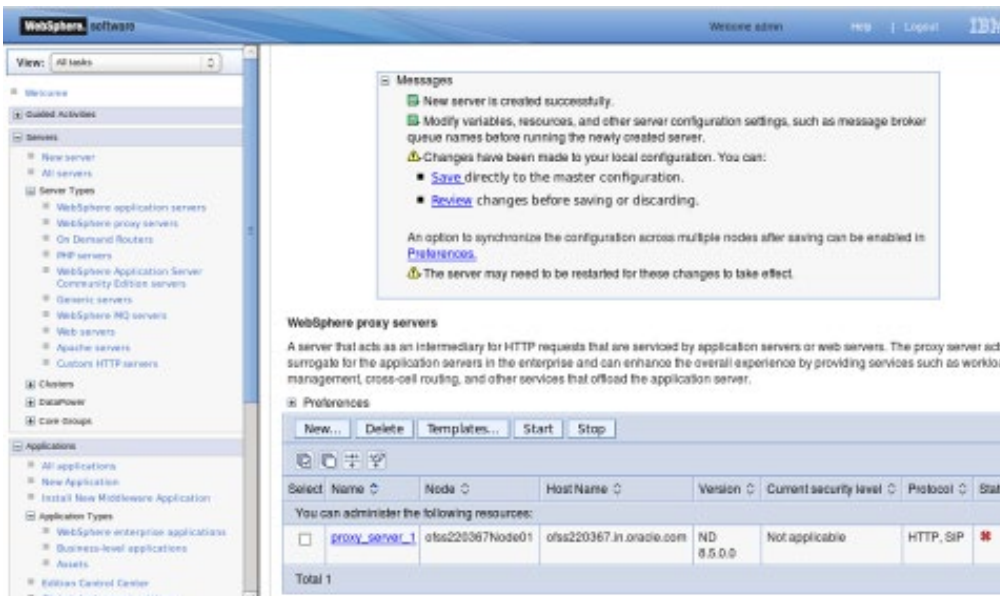 WebSphere. software
Welcome admin
Help | Logout
IBM
View: All tasks
Welcome
Guided Activities
Servers
New server
All servers
Server Types
WebSphere application servers
WebSphere proxy servers
On Demand Routers
PHP servers
WebSphere Application Server
Community Edition servers
Generic servers
WebSphere MQ servers
Web servers
Apache servers
Custom HTTP servers
Clusters
DataPower
Core Groups
Applications
All applications
New Application
Install New Middleware Application
Application Types
WebSphere enterprise applications
Business-level applications
Assets
Edition Control Center
Messages
New server is created successfully.
Modify variables, resources, and other server configuration settings, such as message broker
queue names before running the newly created server.
Changes have been made to your local configuration. You can:
Save directly to the master configuration.
Review changes before saving or discarding.
An option to synchronize the configuration across multiple nodes after saving can be enabled in
Preferences.
The server may need to be restarted for these changes to take effect.
WebSphere proxy servers
A server that acts as an intermediary for HTTP requests that are serviced by application servers or web servers. The proxy server act
surrogate for the application servers in the enterprise and can enhance the overall experience by providing services such as worklo
management, cross-cell routing, and other services that offload the application server.
Preferences
New... Delete Templates... Start Stop
Select Name Node Host Name Version Current security level Protocol Stat
You can administer the following resources:
proxy_server_1 ofss220367Node01 ofss220367.in.oracle.com ND 8.5.0.0 Not applicable HTTP, SIP
Total 1